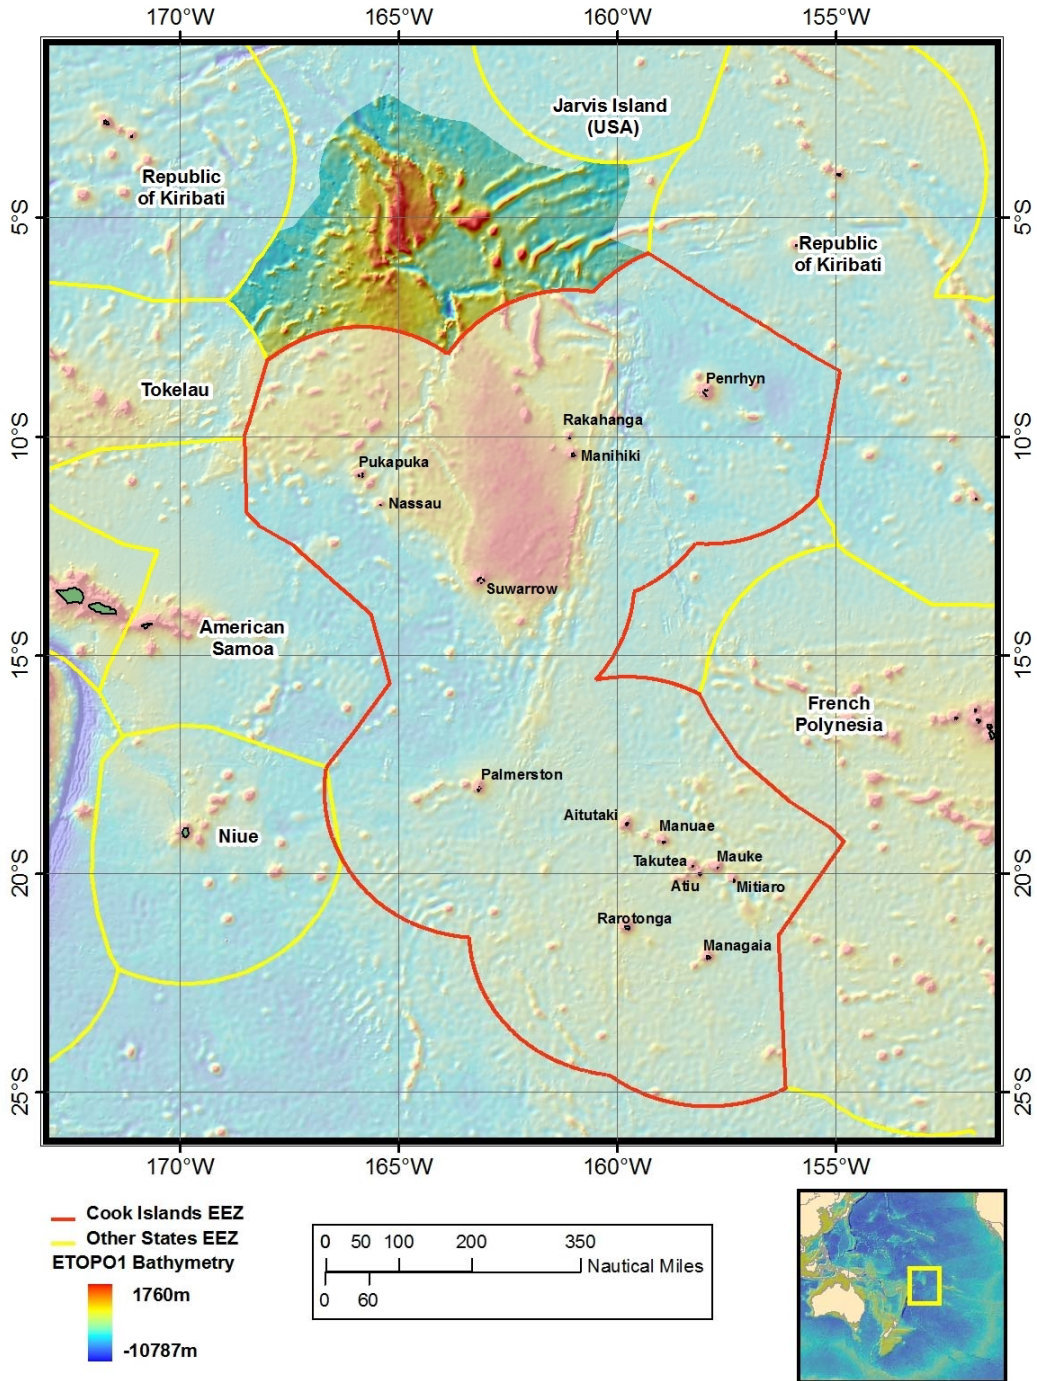 170°W 165°W 160°W 155°W
Jarvis Island
(USA)
Republic
of Kiribati
5°S 5°S
Republic
of Kiribati
Penrhyn
Tokelau
Rakahanga
10°S 10°S
Manihiki
Pukapuka
Nassau
Suwarrow
American
Samoa
15°S 15°S
French
Polynesia
Palmerston
Aitutaki
Manuae
Niue
Takutea Mauke
20°S 20°S
Atiu Mitiaro
Rarotonga
Managaia
25°S 25°S
170°W 165°W 160°W 155°W
Cook Islands EEZ
Other States EEZ
ETOPO1 Bathymetry
1760m
-10787m
0 50 100 200 350
Nautical Miles
0 60